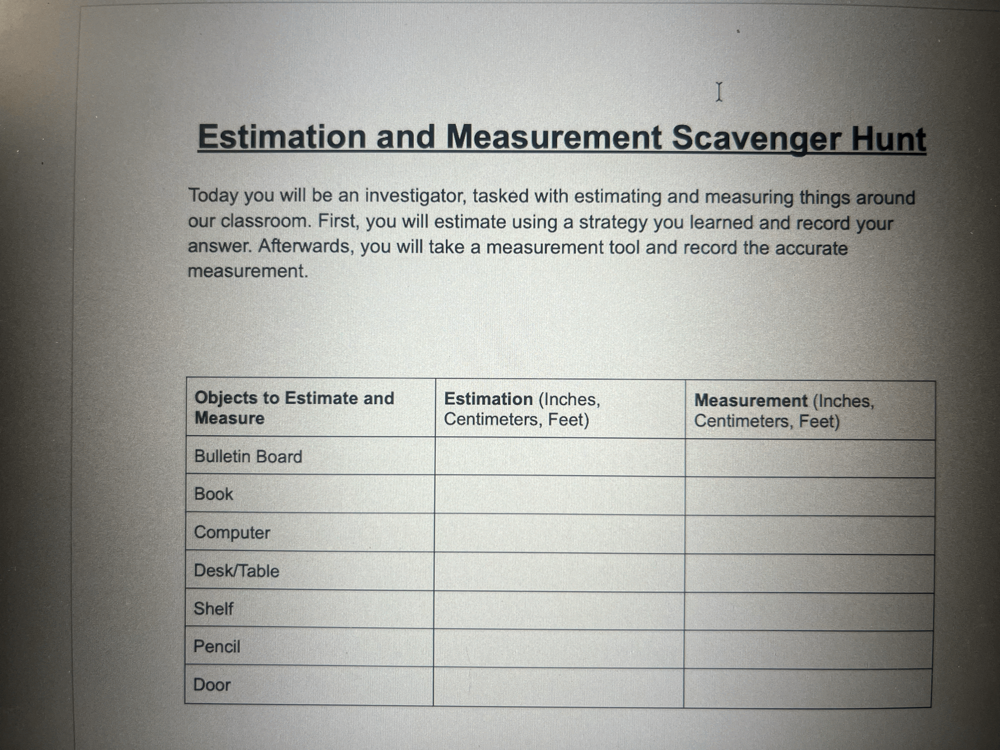 Estimation and Measurement Scavenger Hunt
Today you will be an investigator, tasked with estimating and measuring things around
our classroom. First, you will estimate using a strategy you learned and record your
answer. Afterwards, you will take a measurement tool and record the accurate
measurement.
Objects to Estimate and
Measure
Estimation (Inches,
Centimeters, Feet)
Measurement (Inches,
Centimeters, Feet)
Bulletin Board
Book
Computer
Desk/Table
Shelf
Pencil
Door